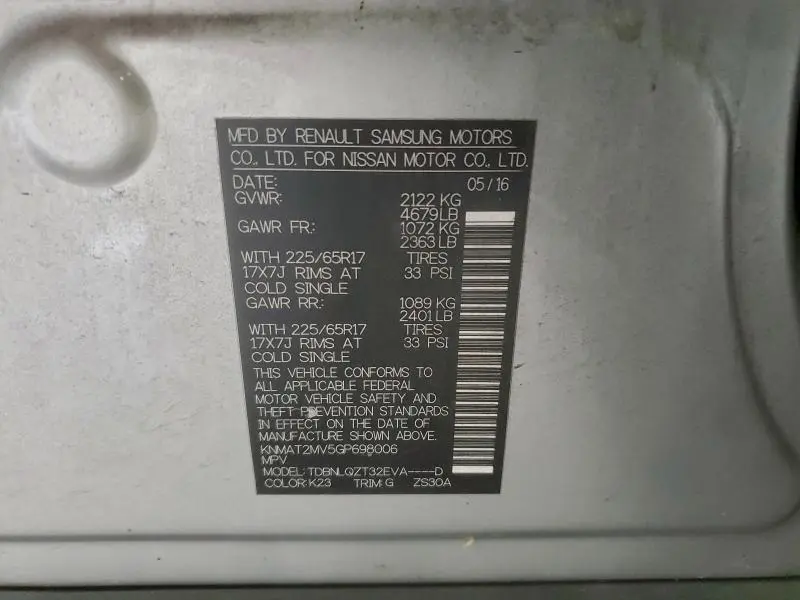 MFD BY RENAULT SAMSUNG MOTORS
CO., LTD. FOR NISSAN MOTOR CO., LTD.
DATE: 05/16
GVWR: 2122 KG
4679LB
GAWR FR.: 1072 KG
2363 LB
WITH 225/65R17 TIRES
17X7J RIMS AT 33 PSI
COLD SINGLE
GAWR RR.: 1089 KG
2401 LB
WITH 225/65R17 TIRES
17X7J RIMS AT 33 PSI
COLD SINGLE
THIS VEHICLE CONFORMS TO
ALL APPLICABLE FEDERAL
MOTOR VEHICLE SAFETY AND
THEFT PREVENTION STANDARDS
IN EFFECT ON THE DATE OF
MANUFACTURE SHOWN ABOVE.
KNMAT2MV5GP698006
MPV
MODEL: TDBNLQZT32EVA----D
COLOR: K23 TRIM: G ZS30A